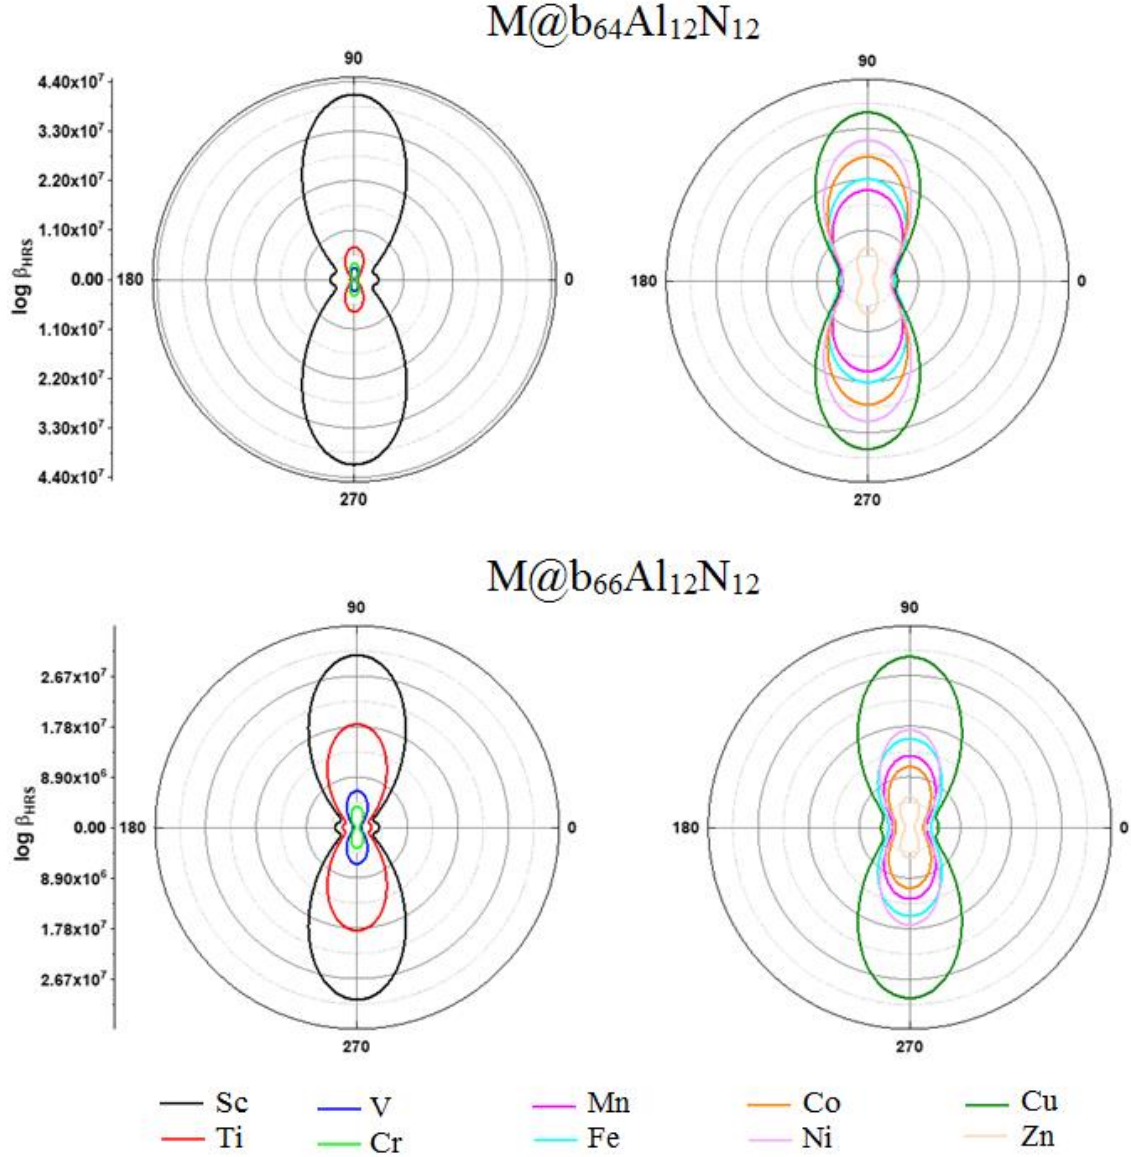 M@b₆₄Al₁₂N₁₂
90
90
4.40x10⁷
3.30x10⁷
2.20x10⁷
1.10x10⁷
0.00
180
0
180
0
1.10x10⁷
2.20x10⁷
3.30x10⁷
4.40x10⁷
log βHRS
270
270
M@b₆₆Al₁₂N₁₂
90
90
2.67x10⁷
1.78x10⁷
8.90x10⁶
0.00
180
0
180
0
8.90x10⁶
1.78x10⁷
2.67x10⁷
log βHRS
270
270
Sc V Mn Co Cu
Ti Cr Fe Ni Zn